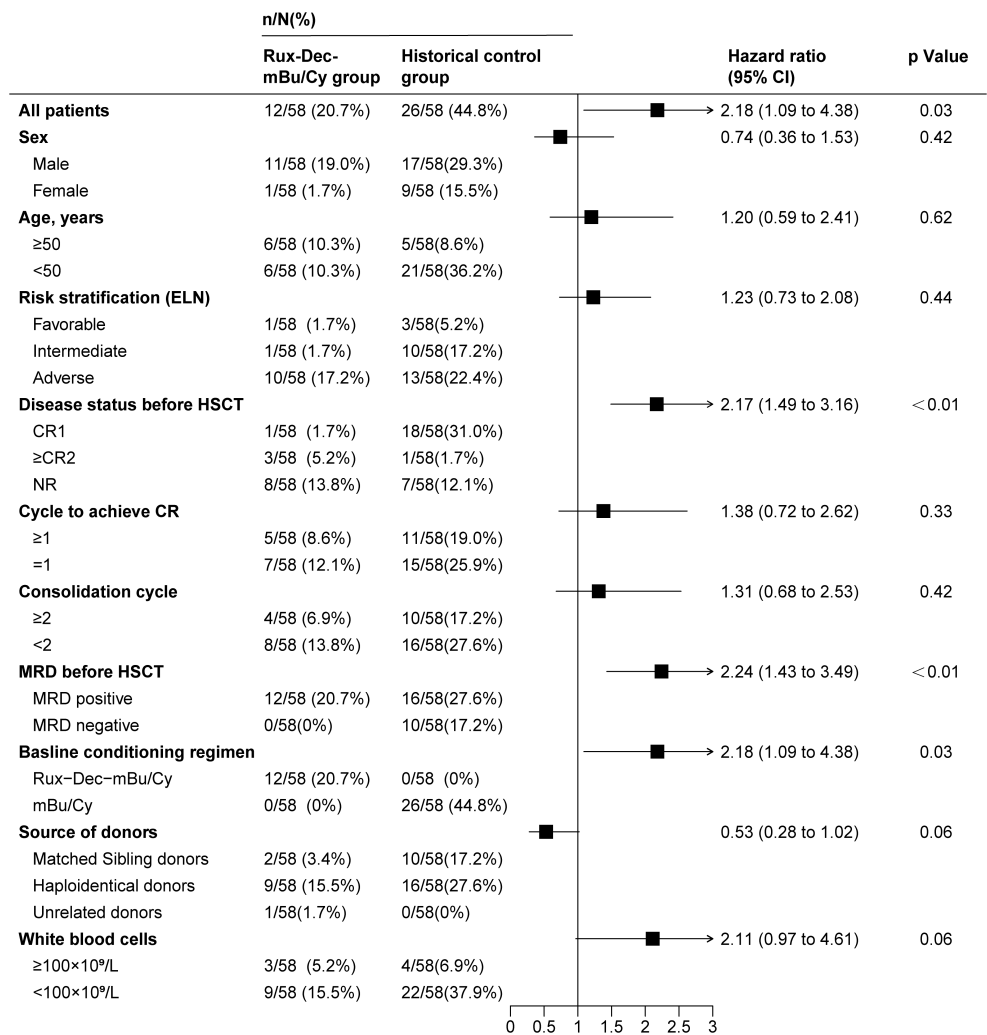 n/N(%)
Rux-Dec- Historical control Hazard ratio p Value
mBu/Cy group group (95% CI)
All patients 12/58 (20.7%) 26/58 (44.8%) 2.18 (1.09 to 4.38) 0.03
Sex 0.74 (0.36 to 1.53) 0.42
Male 11/58 (19.0%) 17/58(29.3%)
Female 1/58 (1.7%) 9/58 (15.5%)
Age, years 1.20 (0.59 to 2.41) 0.62
≥50 6/58 (10.3%) 5/58(8.6%)
<50 6/58 (10.3%) 21/58(36.2%)
Risk stratification (ELN) 1.23 (0.73 to 2.08) 0.44
Favorable 1/58 (1.7%) 3/58(5.2%)
Intermediate 1/58 (1.7%) 10/58(17.2%)
Adverse 10/58 (17.2%) 13/58(22.4%)
Disease status before HSCT 2.17 (1.49 to 3.16) <0.01
CR1 1/58 (1.7%) 18/58(31.0%)
≥CR2 3/58 (5.2%) 1/58(1.7%)
NR 8/58 (13.8%) 7/58(12.1%)
Cycle to achieve CR 1.38 (0.72 to 2.62) 0.33
≥1 5/58 (8.6%) 11/58(19.0%)
=1 7/58 (12.1%) 15/58(25.9%)
Consolidation cycle 1.31 (0.68 to 2.53) 0.42
≥2 4/58 (6.9%) 10/58(17.2%)
<2 8/58 (13.8%) 16/58(27.6%)
MRD before HSCT 2.24 (1.43 to 3.49) <0.01
MRD positive 12/58 (20.7%) 16/58(27.6%)
MRD negative 0/58(0%) 10/58(17.2%)
Basline conditioning regimen 2.18 (1.09 to 4.38) 0.03
Rux−Dec−mBu/Cy 12/58 (20.7%) 0/58 (0%)
mBu/Cy 0/58 (0%) 26/58 (44.8%)
Source of donors 0.53 (0.28 to 1.02) 0.06
Matched Sibling donors 2/58 (3.4%) 10/58(17.2%)
Haploidentical donors 9/58 (15.5%) 16/58(27.6%)
Unrelated donors 1/58(1.7%) 0/58(0%)
White blood cells 2.11 (0.97 to 4.61) 0.06
≥100×10⁹/L 3/58 (5.2%) 4/58(6.9%)
<100×10⁹/L 9/58 (15.5%) 22/58(37.9%)
0 0.5 1 1.5 2 2.5 3